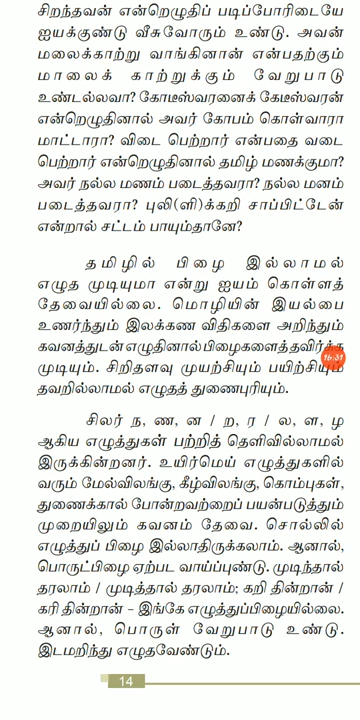 சிறந்தவன் என்றெழுதிப் படிப்போரிடையே
ஐயக்குண்டு வீசுவோரும் உண்டு. அவன்
மலைக்காற்று வாங்கினான் என்பதற்கும்
மாலைக் காற்றுக்கும் வேறுபாடு
உண்டல்லவா? கோடீஸ்வரனைக் கேடீஸ்வரன்
என்றெழுதினால் அவர் கோபம் கொள்வாரா
மாட்டாரா? விடை பெற்றார் என்பதை வடை
பெற்றார் என்றெழுதினால் தமிழ் மணக்குமா?
அவர் நல்ல மணம் படைத்தவரா? நல்ல மனம்
படைத்தவரா? புலி(ளி)க்கறி சாப்பிட்டேன்
என்றால் சட்டம் பாயும்தானே?
தமிழில் பிழை இல்லாமல்
எழுத முடியுமா என்று ஐயம் கொள்ளத்
தேவையில்லை. மொழியின் இயல்பை
உணர்ந்தும் இலக்கண விதிகளை அறிந்தும்
கவனத்துடன் எழுதினால் பிழைகளைத் தவிர்க்க
முடியும். சிறிதளவு முயற்சியும் பயிற்சியும்
16:31
தவறில்லாமல் எழுதத் துணைபுரியும்.
சிலர் ந, ண, ன / ற, ர / ல, ள, ழ
ஆகிய எழுத்துகள் பற்றித் தெளிவில்லாமல்
இருக்கின்றனர். உயிர்மெய் எழுத்துகளில்
வரும் மேல்விலங்கு, கீழ்விலங்கு, கொம்புகள்,
துணைக்கால் போன்றவற்றைப் பயன்படுத்தும்
முறையிலும் கவனம் தேவை. சொல்லில்
எழுத்துப் பிழை இல்லாதிருக்கலாம். ஆனால்,
பொருட்பிழை ஏற்பட வாய்ப்புண்டு. முடிந்தால்
தரலாம் / முடித்தால் தரலாம்; கறி தின்றான் /
கரி தின்றான் – இங்கே எழுத்துப்பிழையில்லை.
ஆனால், பொருள் வேறுபாடு உண்டு.
இடமறிந்து எழுதவேண்டும்.
14